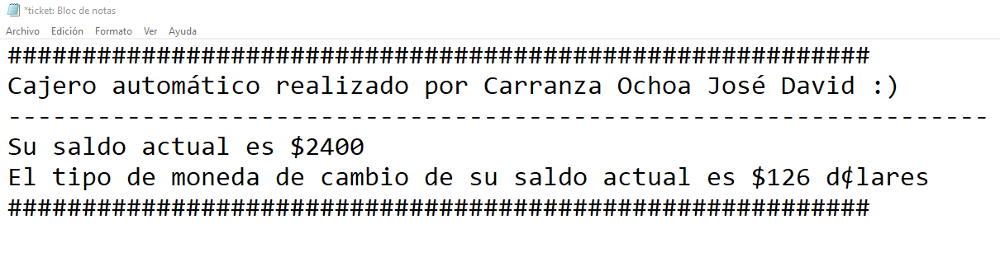 *ticket: Bloc de notas
Archivo Edición Formato Ver Ayuda
##########################################################
Cajero automático realizado por Carranza Ochoa José David :)
------------------------------------------------------------------
Su saldo actual es $2400
El tipo de moneda de cambio de su saldo actual es $126 d¢lares
##########################################################